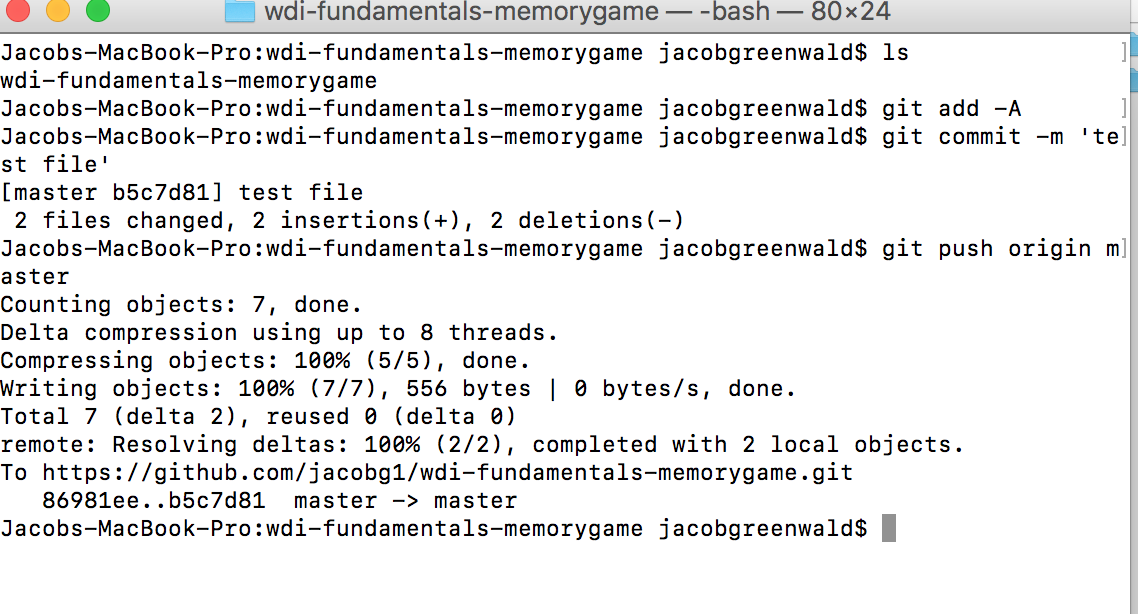 wdi-fundamentals-memorygame — -bash — 80×24
Jacobs-MacBook-Pro:wdi-fundamentals-memorygame jacobgreenwald$ ls
wdi-fundamentals-memorygame
Jacobs-MacBook-Pro:wdi-fundamentals-memorygame jacobgreenwald$ git add -A
Jacobs-MacBook-Pro:wdi-fundamentals-memorygame jacobgreenwald$ git commit -m 'te
st file'
[master b5c7d81] test file
 2 files changed, 2 insertions(+), 2 deletions(-)
Jacobs-MacBook-Pro:wdi-fundamentals-memorygame jacobgreenwald$ git push origin m
aster
Counting objects: 7, done.
Delta compression using up to 8 threads.
Compressing objects: 100% (5/5), done.
Writing objects: 100% (7/7), 556 bytes | 0 bytes/s, done.
Total 7 (delta 2), reused 0 (delta 0)
remote: Resolving deltas: 100% (2/2), completed with 2 local objects.
To https://github.com/jacobg1/wdi-fundamentals-memorygame.git
   86981ee..b5c7d81  master -> master
Jacobs-MacBook-Pro:wdi-fundamentals-memorygame jacobgreenwald$